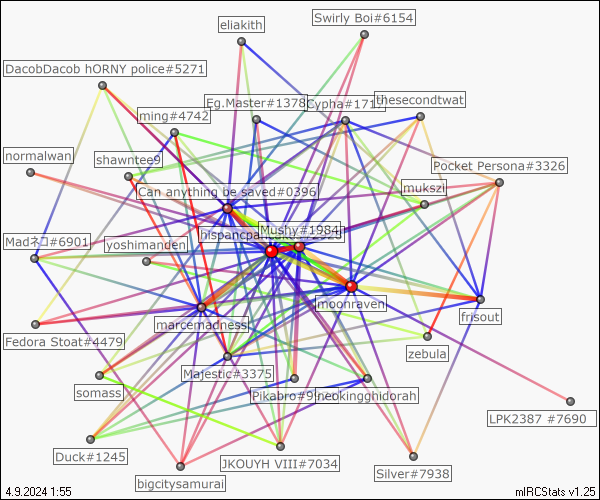 eliakith
Swirly Boi#6154
DacobDacob hORNY police#5271
ming#4742
Eg.Master#1378
Cypha#171
thesecondtwat
normalwan
shawntee9
Pocket Persona#3326
Can anything be saved#0396
mukszi
Mushy#1984
hispancpa
Madネコ#6901
yoshimanden
moonraven
marcemadness
frisout
Fedora Stoat#4479
zebula
Majestic#3375
somass
Pikabro#9
neokingghidorah
LPK2387 #7690
Duck#1245
JKOUYH VIII#7034
Silver#7938
bigcitysamurai
4.9.2024 1:55
mIRCStats v1.25